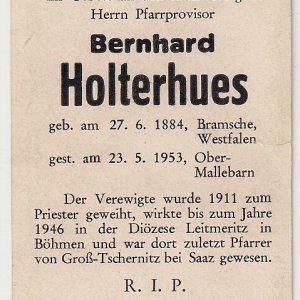 Herrn Pfarrprovisor
Bernhard
Holterhues
geb. am 27. 6. 1884, Bramsche,
Westfalen
gest. am 23. 5. 1953, Ober-
Mallebarn
Der Verewigte wurde 1911 zum
Priester geweiht, wirkte bis zum Jahre
1946 in der Diözese Leitmeritz in
Böhmen und war dort zuletzt Pfarrer
von Groß-Tschernitz bei Saaz gewesen.
R. I. P.